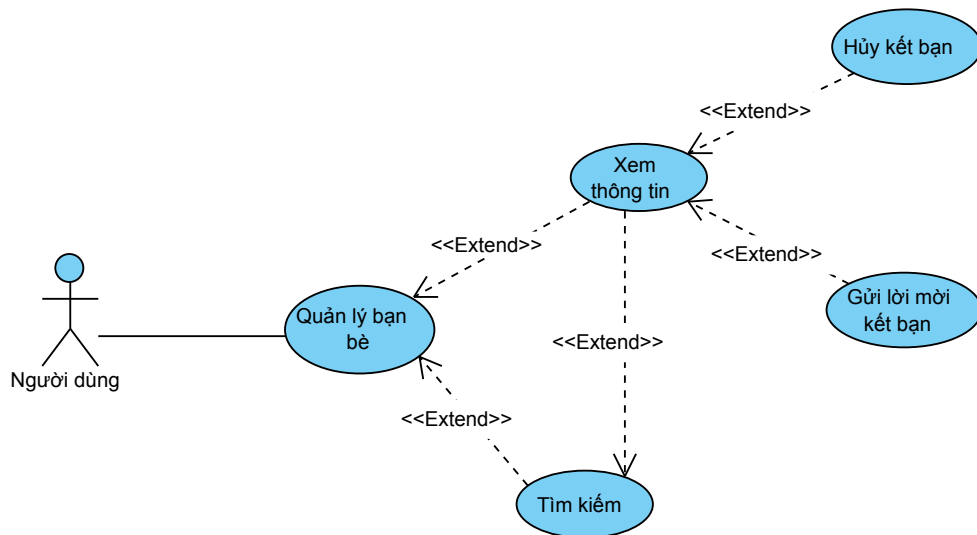 Hủy kết bạn
<<Extend>>
Xem
thông tin
<<Extend>>
<<Extend>>
Gửi lời mời
kết bạn
Quản lý bạn
bè
<<Extend>>
Người dùng
<<Extend>>
Tìm kiếm